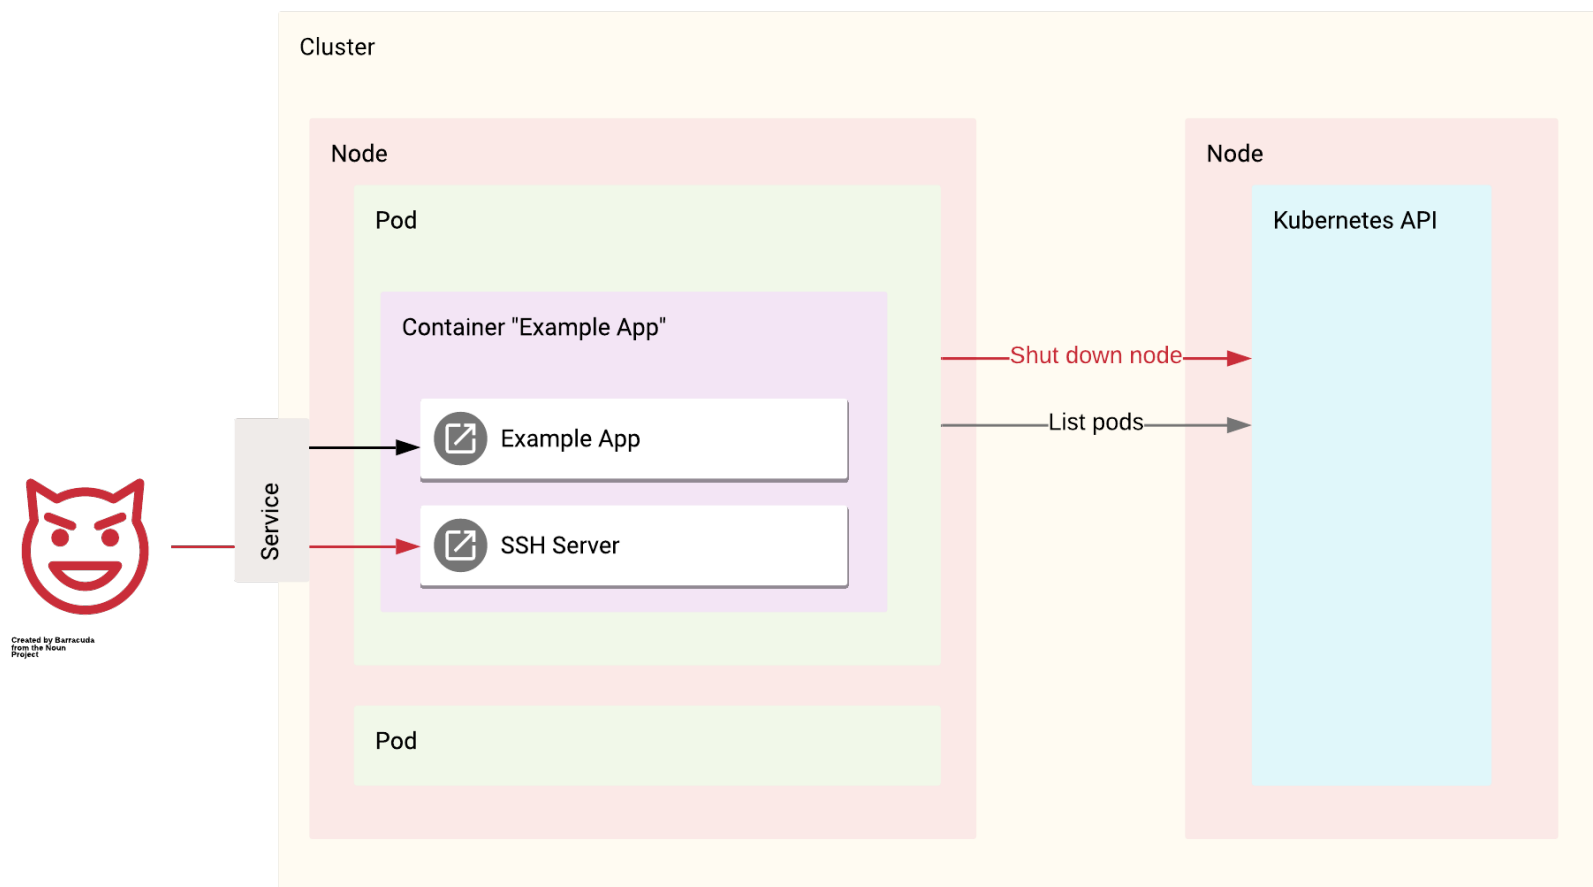 Cluster
Node
Node
Pod
Kubernetes API
Container "Example App"
Shut down node
List pods
Example App
Service
SSH Server
Created by Barracuda
from the Noun
Project
Pod